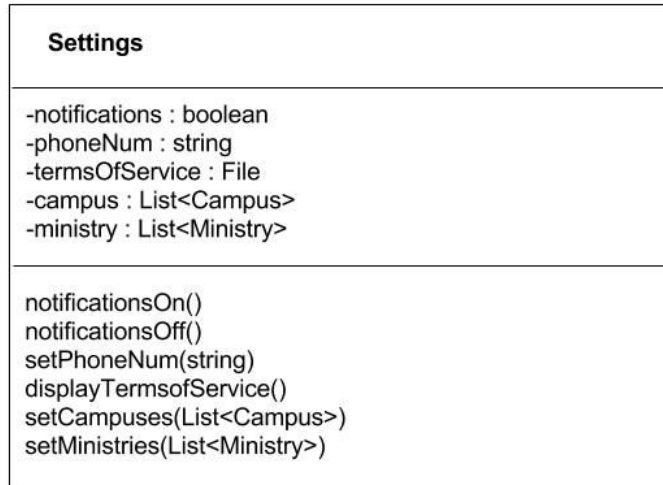 Settings
-notifications : boolean
-phoneNum : string
-termsOfService : File
-campus : List<Campus>
-ministry : List<Ministry>
notificationsOn()
notificationsOff()
setPhoneNum(string)
displayTermsofService()
setCampuses(List<Campus>)
setMinistries(List<Ministry>)